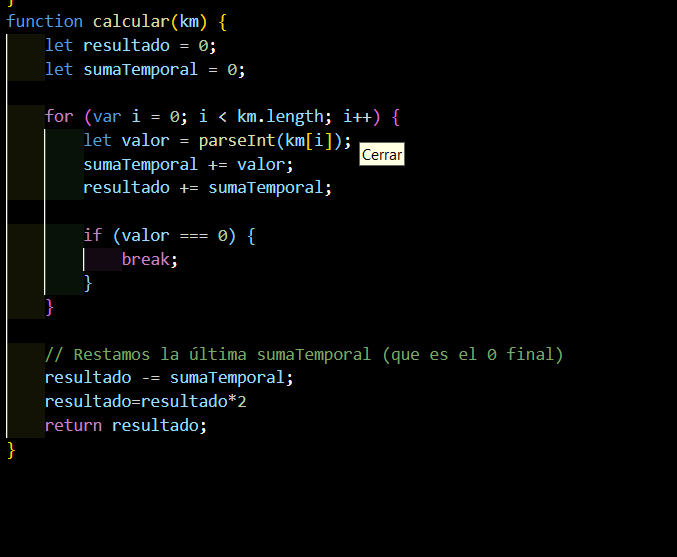 }
function calcular(km) {
let resultado = 0;
let sumaTemporal = 0;
for (var i = 0; i < km.length; i++) {
let valor = parseInt(km[i]);
Cerrar
sumaTemporal += valor;
resultado += sumaTemporal;
if (valor === 0) {
break;
}
}
// Restamos la última sumaTemporal (que es el 0 final)
resultado -= sumaTemporal;
resultado=resultado*2
return resultado;
}